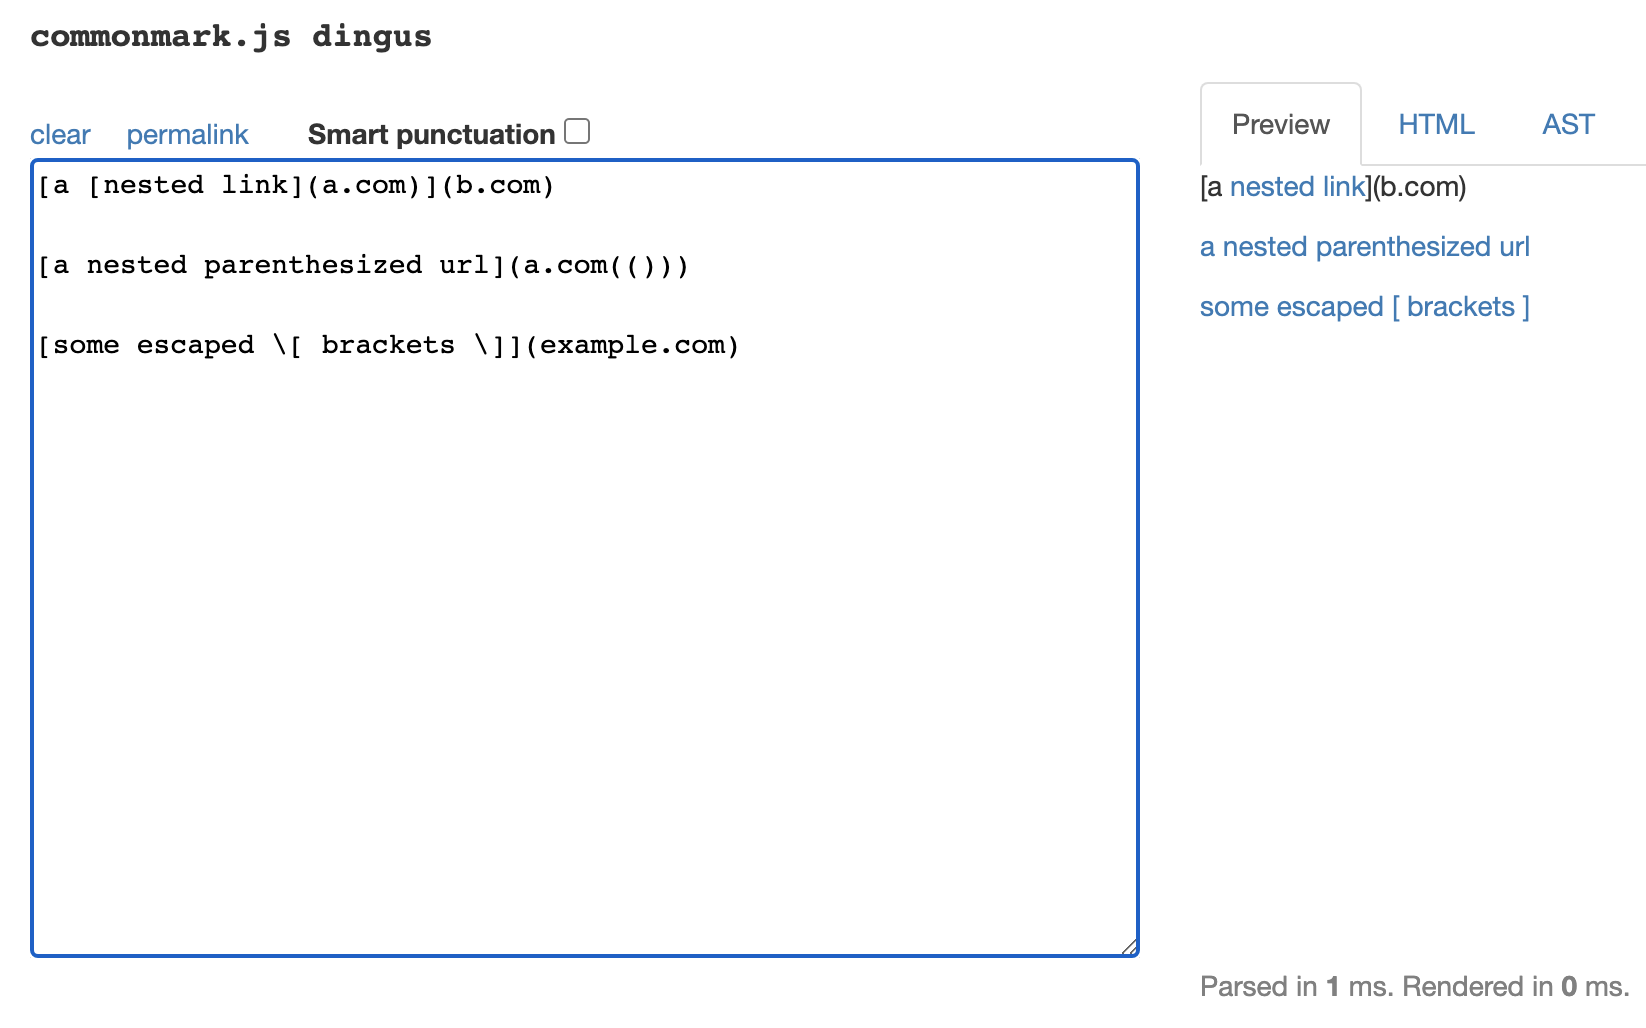 commonmark.js dingus
clear permalink Smart punctuation
[a [nested link](a.com)](b.com)
[a nested parenthesized url](a.com(()))
[some escaped \[ brackets \]](example.com)
Preview HTML AST
[a nested link](b.com)
a nested parenthesized url
some escaped [ brackets ]
Parsed in 1 ms. Rendered in 0 ms.